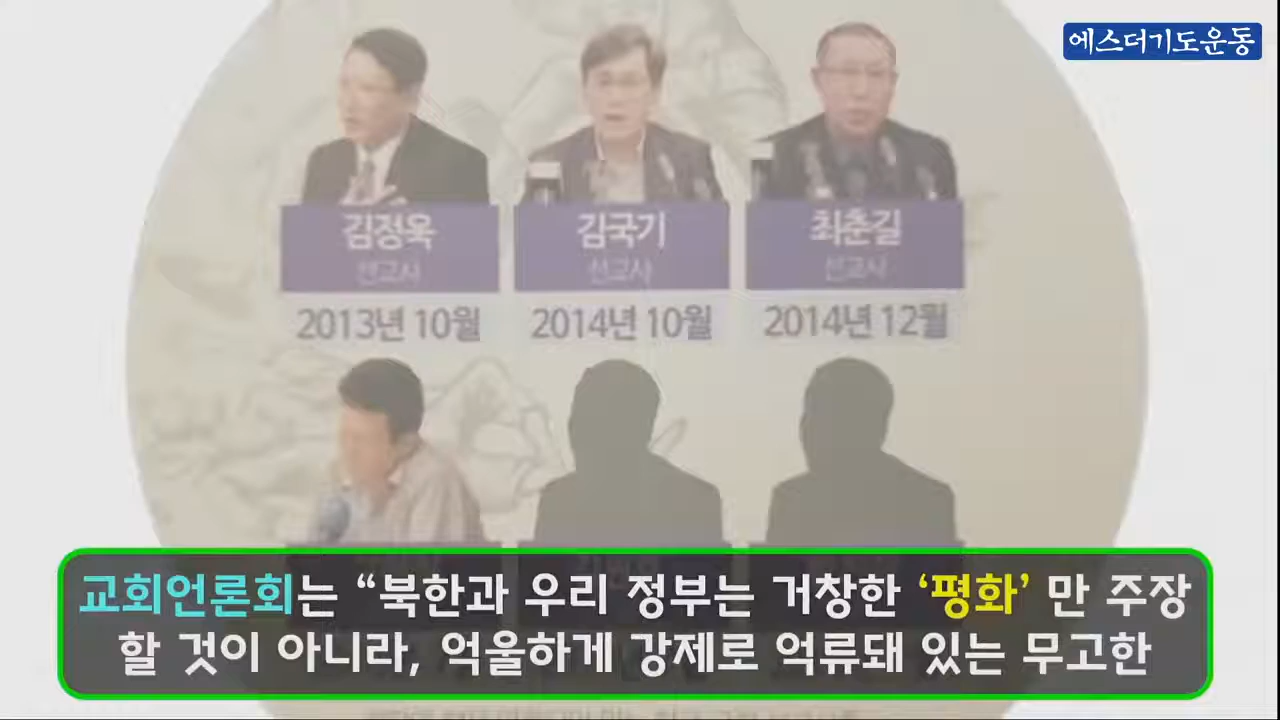 에스더기도운동
김정욱 김국기 최춘길
선교사 선교사 선교사
2013년 10월 2014년 10월 2014년 12월
교회언론회는 “북한과 우리 정부는 거창한 ‘평화’ 만 주장
할 것이 아니라, 억울하게 강제로 억류돼 있는 무고한